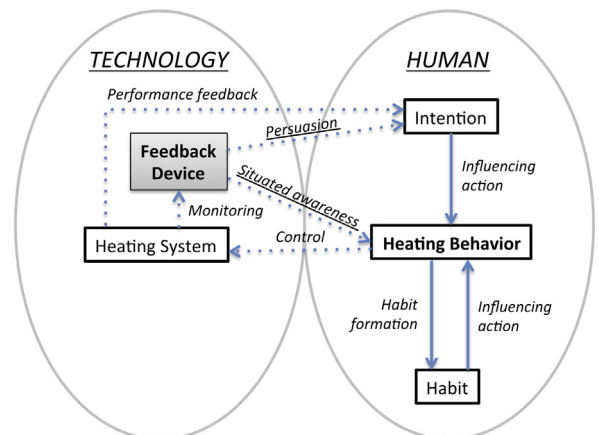 TECHNOLOGY
HUMAN
Performance feedback
Intention
Persuasion
Feedback
Device
Influencing
action
Situated awareness
Monitoring
Heating System
Control
Heating Behavior
Habit
formation
Influencing
action
Habit